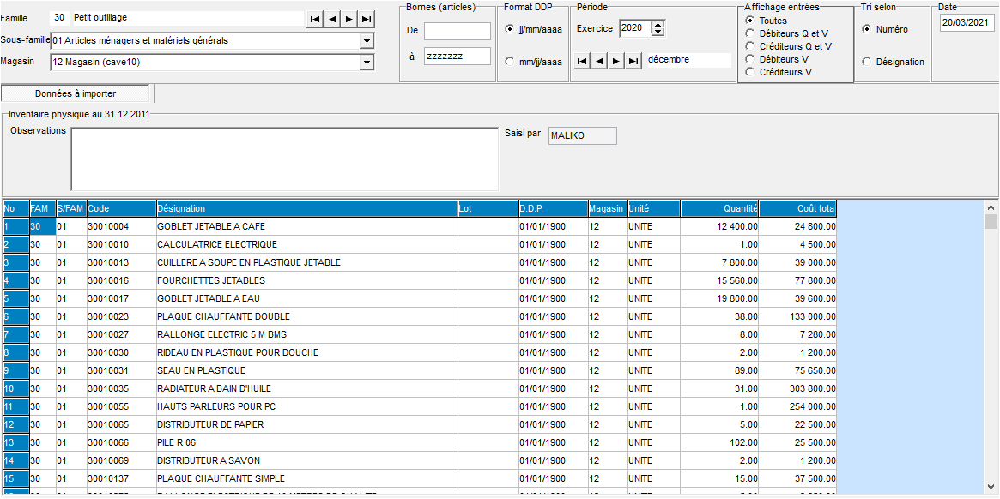 Famille 30 Petit outillage
Sous-famille 01 Articles ménagers et matériels générals
Magasin 12 Magasin (cave10)
Bornes (articles)
De
à zzzzzzz
Format DDP
jj/mm/aaaa
mm/jj/aaaa
Période
Exercice 2020
décembre
Affichage entrées
Toutes
Débiteurs Q et V
Créditeurs Q et V
Débiteurs V
Créditeurs V
Tri selon
Numéro
Désignation
Date
20/03/2021
Données à importer
Inventaire physique au 31.12.2011
Observations
Saisi par MALIKO
No FAM S/FAM Code Désignation Lot D.D.P. Magasin Unité Quantité Coût tota
1 30 01 30010004 GOBLET JETABLE A CAFE 01/01/1900 12 UNITE 12 400.00 24 800.00
2 30 01 30010010 CALCULATRICE ELECTRIQUE 01/01/1900 12 UNITE 1.00 4 500.00
3 30 01 30010013 CUILLERE A SOUPE EN PLASTIQUE JETABLE 01/01/1900 12 UNITE 7 800.00 39 000.00
4 30 01 30010016 FOURCHETTES JETABLES 01/01/1900 12 UNITE 15 560.00 77 800.00
5 30 01 30010017 GOBLET JETABLE A EAU 01/01/1900 12 UNITE 19 800.00 39 600.00
6 30 01 30010023 PLAQUE CHAUFFANTE DOUBLE 01/01/1900 12 UNITE 38.00 133 000.00
7 30 01 30010027 RALLONGE ELECTRIC 5 M BMS 01/01/1900 12 UNITE 8.00 7 280.00
8 30 01 30010030 RIDEAU EN PLASTIQUE POUR DOUCHE 01/01/1900 12 UNITE 2.00 1 200.00
9 30 01 30010031 SEAU EN PLASTIQUE 01/01/1900 12 UNITE 89.00 75 650.00
10 30 01 30010035 RADIATEUR A BAIN D'HUILE 01/01/1900 12 UNITE 31.00 303 800.00
11 30 01 30010055 HAUTS PARLEURS POUR PC 01/01/1900 12 UNITE 1.00 254 000.00
12 30 01 30010065 DISTRIBUTEUR DE PAPIER 01/01/1900 12 UNITE 5.00 22 500.00
13 30 01 30010066 PILE R 06 01/01/1900 12 UNITE 102.00 25 500.00
14 30 01 30010069 DISTRIBUTEUR A SAVON 01/01/1900 12 UNITE 2.00 1 200.00
15 30 01 30010137 PLAQUE CHAUFFANTE SIMPLE 01/01/1900 12 UNITE 15.00 37 500.00